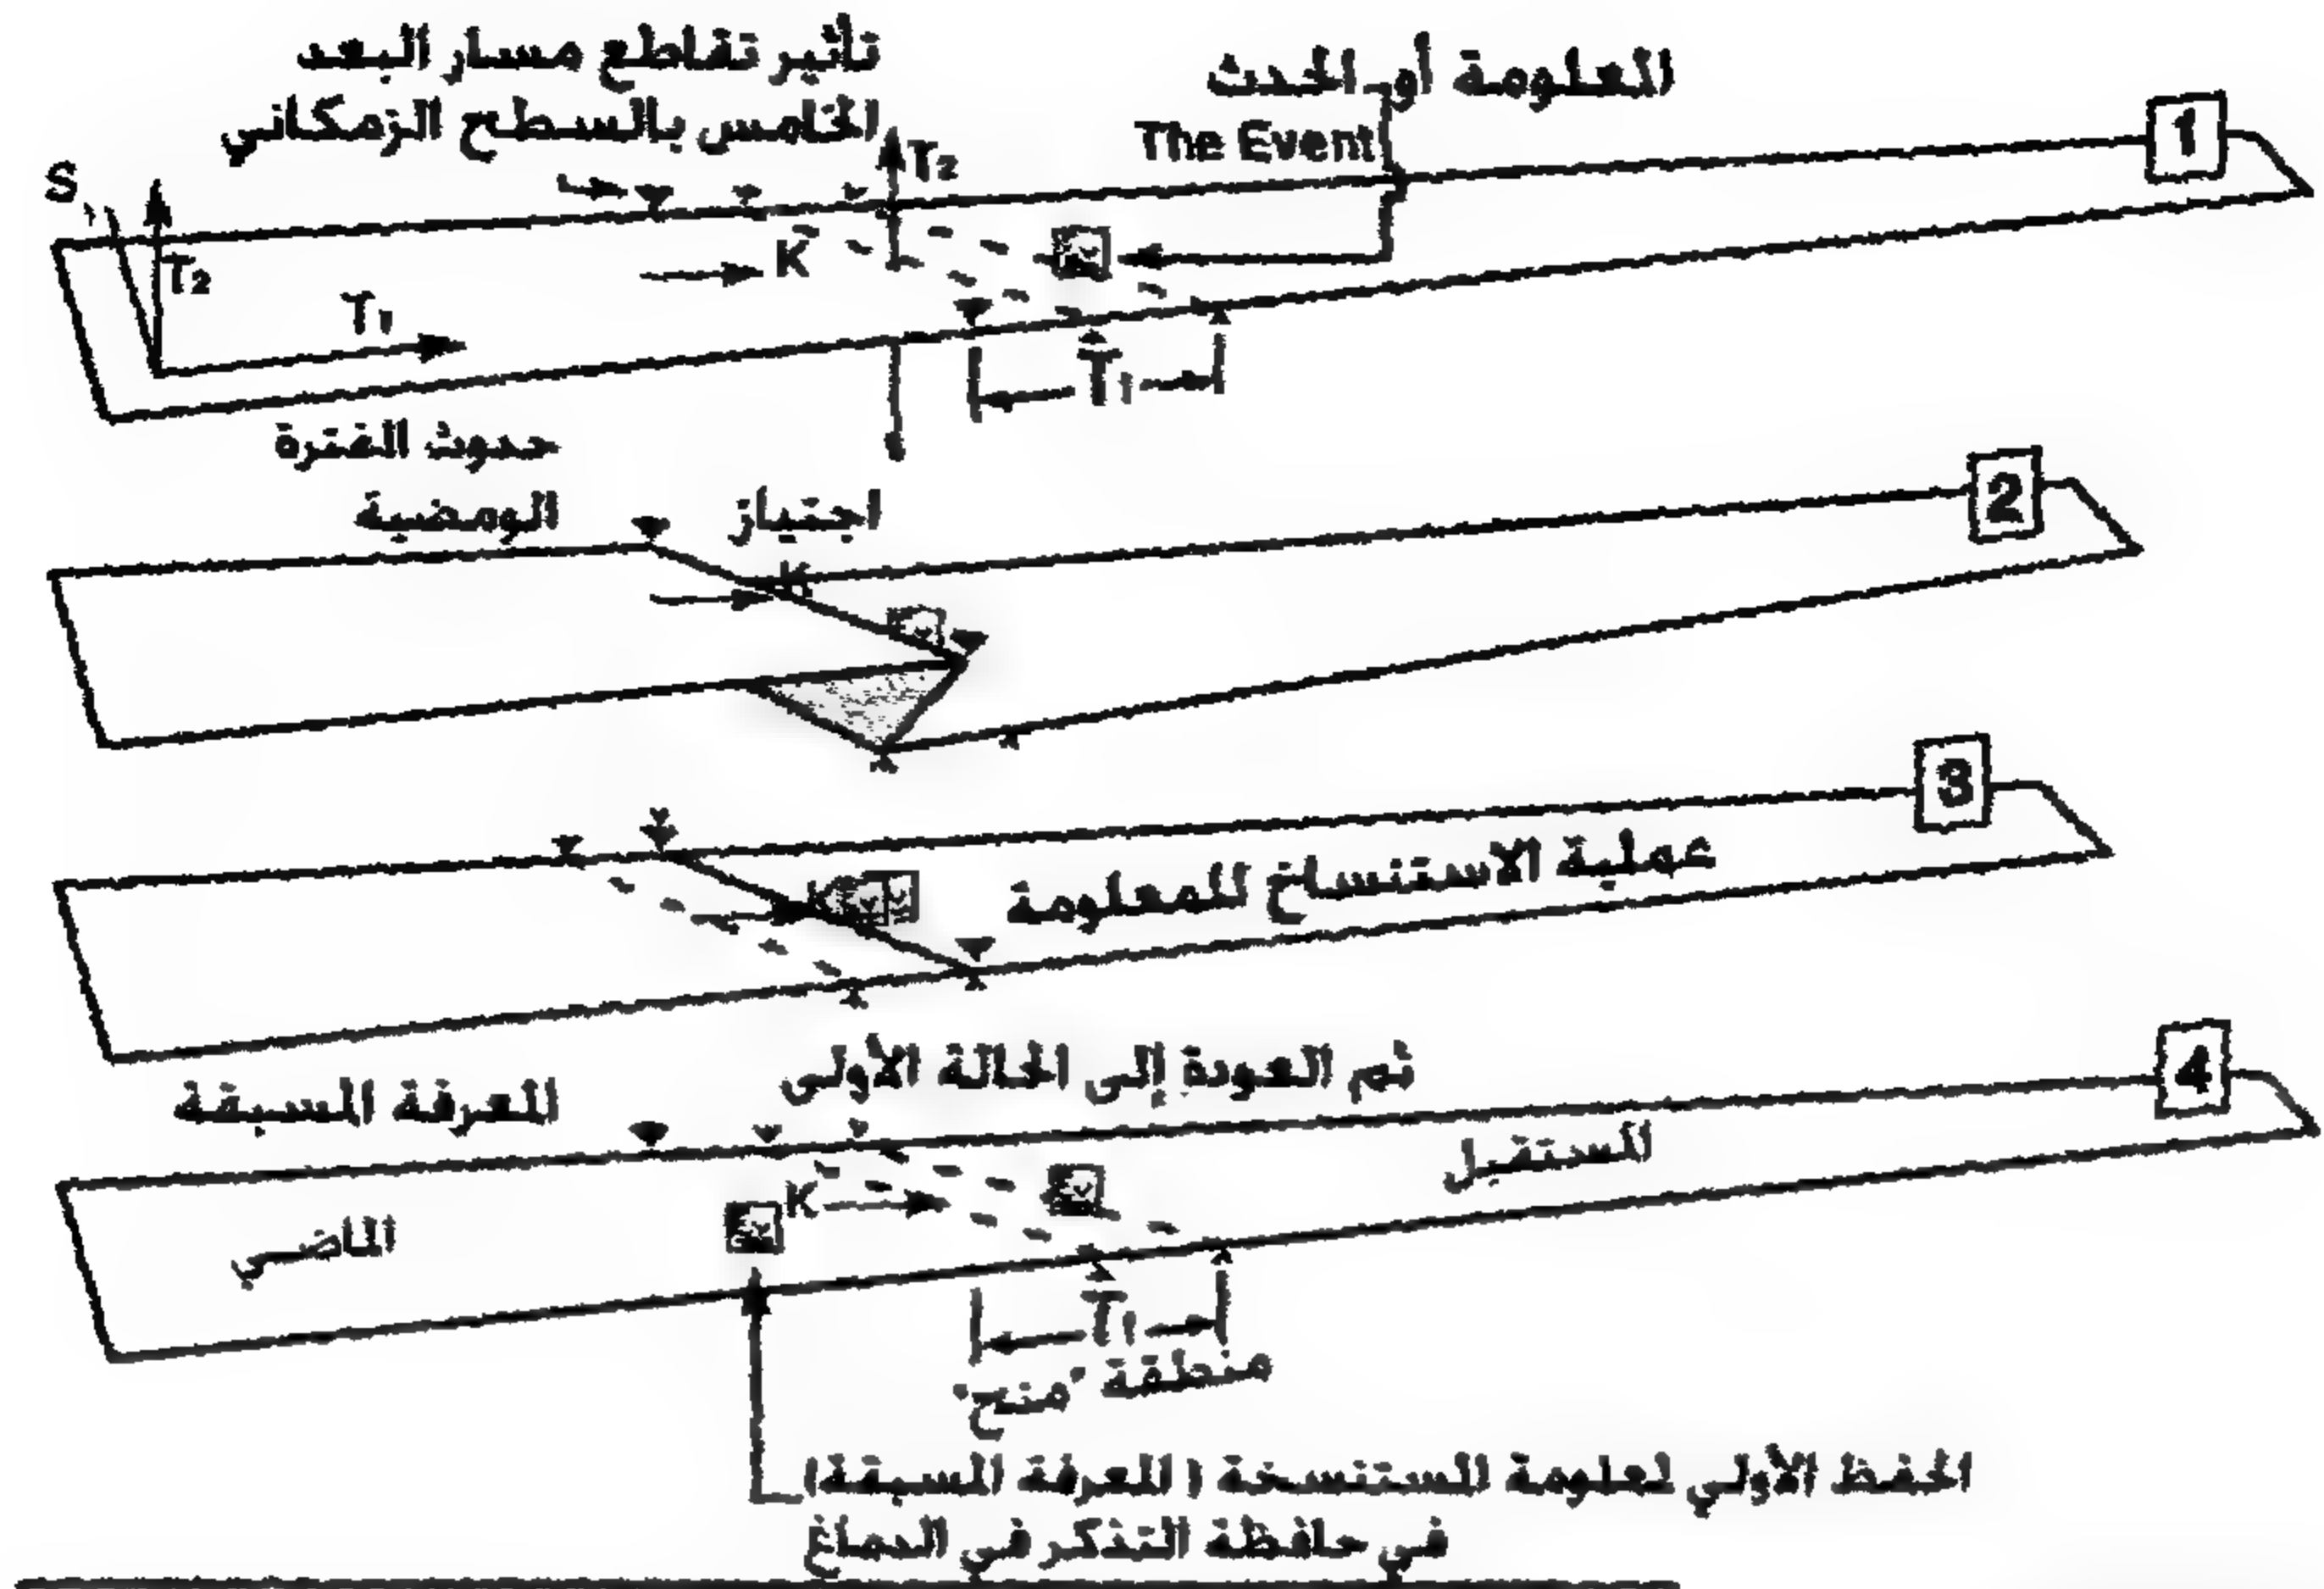 تأثير تقاطع مسار البعد
الخامس بالسطح الزمكاني
المعلومة أو الحدث
The Event
1
S
T2
T2
K
T1
T1
حدوث الفترة
الومضية
اجتياز
2
K
3
K
عملية الاستنساخ للمعلومة
ثم العودة إلى الحالة الأولى
المعرفة المسبقة
4
المستقبل
K
الماضي
T1
منطقة "منح"
الحفظ الأولي لمعلومة المستنسخة (المعرفة المسبقة)
في حافظة التذكر في الدماغ